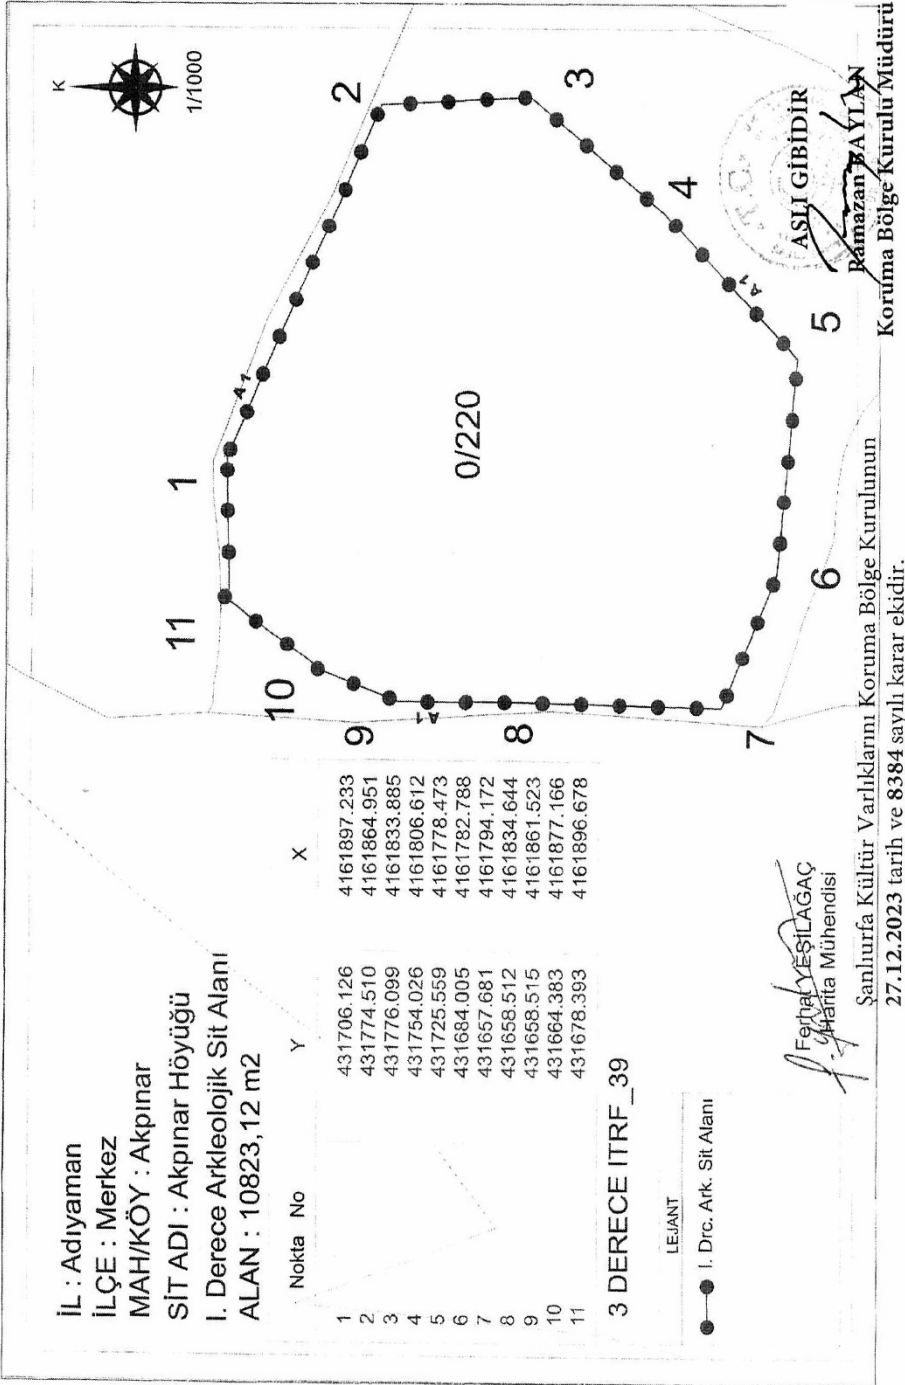 İL : Adıyaman
İLÇE : Merkez
MAH/KÖY : Akpınar
SİT ADI : Akpınar Höyüğü
I. Derece Arkleolojik Sit Alanı
ALAN : 10823,12 m2
Nokta No Y X
1 431706.126 4161897.233
2 431774.510 4161864.951
3 431776.099 4161833.885
4 431754.026 4161806.612
5 431725.559 4161778.473
6 431684.005 4161782.788
7 431657.681 4161794.172
8 431658.512 4161834.644
9 431658.515 4161861.523
10 431664.383 4161877.166
11 431678.393 4161896.678
3 DERECE ITRF_39
LEJANT
I. Drc. Ark. Sit Alanı
K
1/1000
11
1
2
10
A1
9
A1
3
0/220
8
4
A7
7
6
5
Ferhat YEŞİLAĞAÇ
Harita Mühendisi
T.C.
ASLI GİBİDİR
Ramazan BAYLAN
Koruma Bölge Kurulu Müdürü
Şanlıurfa Kültür Varlıklarını Koruma Bölge Kurulunun
27.12.2023 tarih ve 8384 sayılı karar ekidir.